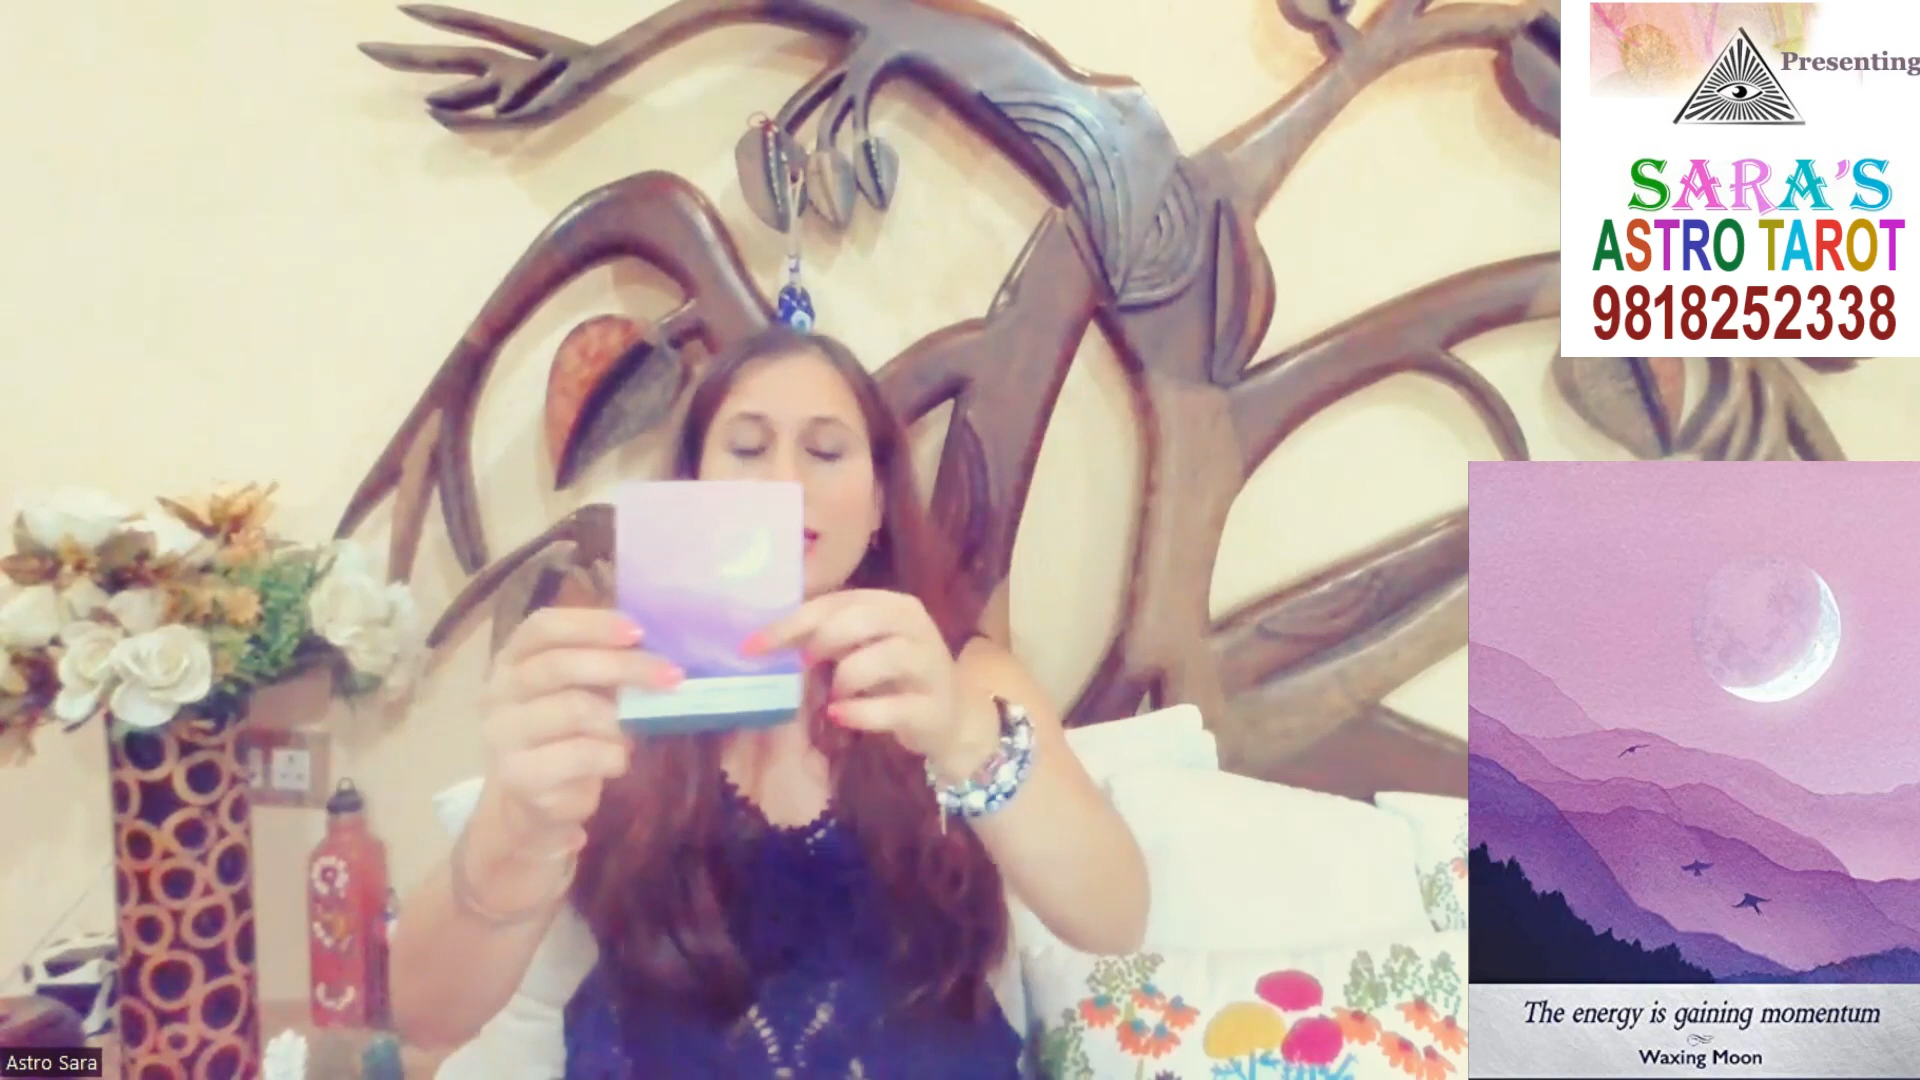 Presenting
SARA'S
ASTRO TAROT
9818252338
The energy is gaining momentum
Waxing Moon
Astro Sara